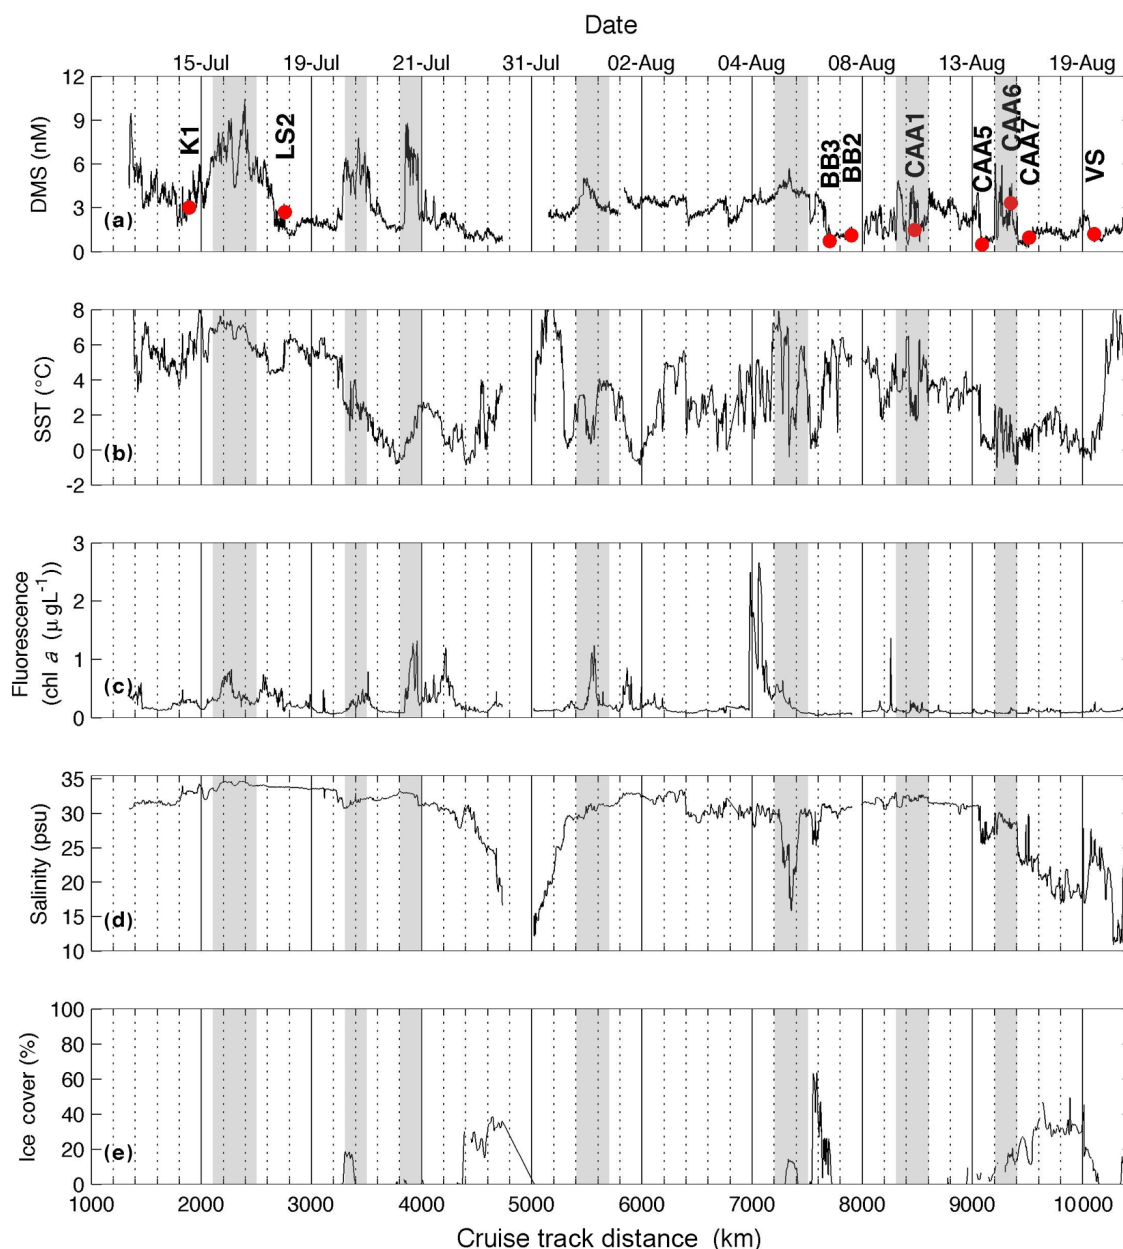 Date
15-Jul 19-Jul 21-Jul 31-Jul 02-Aug 04-Aug 08-Aug 13-Aug 19-Aug
12
9
6
3
0
DMS (nM)
(a)
K1
LS2
BB3
BB2
CAA1
CAA5
CAA6
CAA7
VS
8
6
4
2
0
-2
SST (°C)
(b)
3
2
1
0
Fluorescence
(chl a (μgL⁻¹))
(c)
35
30
25
20
15
10
Salinity (psu)
(d)
100
80
60
40
20
0
Ice cover (%)
(e)
1000 2000 3000 4000 5000 6000 7000 8000 9000 10000
Cruise track distance (km)